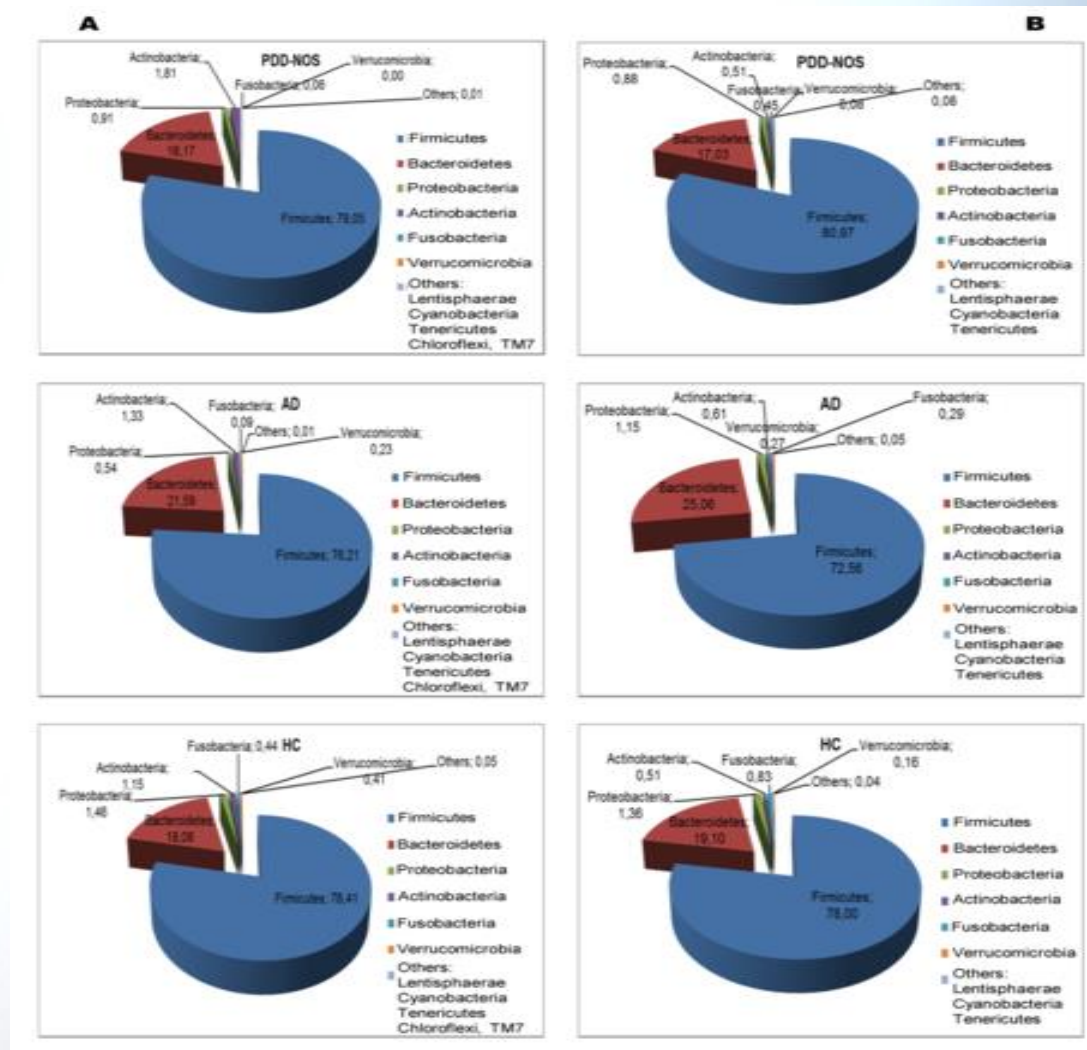 A
B
Actinobacteria;
1,81
PDD-NOS
Verrucomicrobia;
0,00
Fusobacteria; 0,06
Others; 0,01
Proteobacteria;
0,91
Bacteroidetes;
18,17
Firmicutes; 79,05
Firmicutes
Bacteroidetes
Proteobacteria
Actinobacteria
Fusobacteria
Verrucomicrobia
Others:
Lentisphaerae
Cyanobacteria
Tenericutes
Chloroflexi, TM7
Proteobacteria;
0,88
Actinobacteria;
0,51
PDD-NOS
Fusobacteria;
0,45
Verrucomicrobia;
0,08
Others;
0,08
Bacteroidetes;
17,03
Firmicutes;
80,97
Firmicutes
Bacteroidetes
Proteobacteria
Actinobacteria
Fusobacteria
Verrucomicrobia
Others:
Lentisphaerae
Cyanobacteria
Tenericutes
Actinobacteria;
1,33
Fusobacteria;
0,09
AD
Others; 0,01
Verrucomicrobia;
0,23
Proteobacteria;
0,54
Bacteroidetes;
21,59
Firmicutes; 76,21
Firmicutes
Bacteroidetes
Proteobacteria
Actinobacteria
Fusobacteria
Verrucomicrobia
Others:
Lentisphaerae
Cyanobacteria
Tenericutes
Chloroflexi, TM7
Proteobacteria;
1,15
Actinobacteria;
0,61
AD
Fusobacteria;
0,29
Verrucomicrobia;
0,27
Others; 0,05
Bacteroidetes;
25,06
Firmicutes;
72,56
Firmicutes
Bacteroidetes
Proteobacteria
Actinobacteria
Fusobacteria
Verrucomicrobia
Others:
Lentisphaerae
Cyanobacteria
Tenericutes
Fusobacteria; 0,44
HC
Actinobacteria;
1,15
Verrucomicrobia;
0,41
Others; 0,05
Proteobacteria;
1,48
Bacteroidetes;
18,06
Firmicutes; 78,41
Firmicutes
Bacteroidetes
Proteobacteria
Actinobacteria
Fusobacteria
Verrucomicrobia
Others:
Lentisphaerae
Cyanobacteria
Tenericutes
Chloroflexi, TM7
Actinobacteria;
0,51
Fusobacteria;
0,83
HC
Verrucomicrobia;
0,16
Others; 0,04
Proteobacteria;
1,36
Bacteroidetes;
19,10
Firmicutes;
78,00
Firmicutes
Bacteroidetes
Proteobacteria
Actinobacteria
Fusobacteria
Verrucomicrobia
Others:
Lentisphaerae
Cyanobacteria
Tenericutes